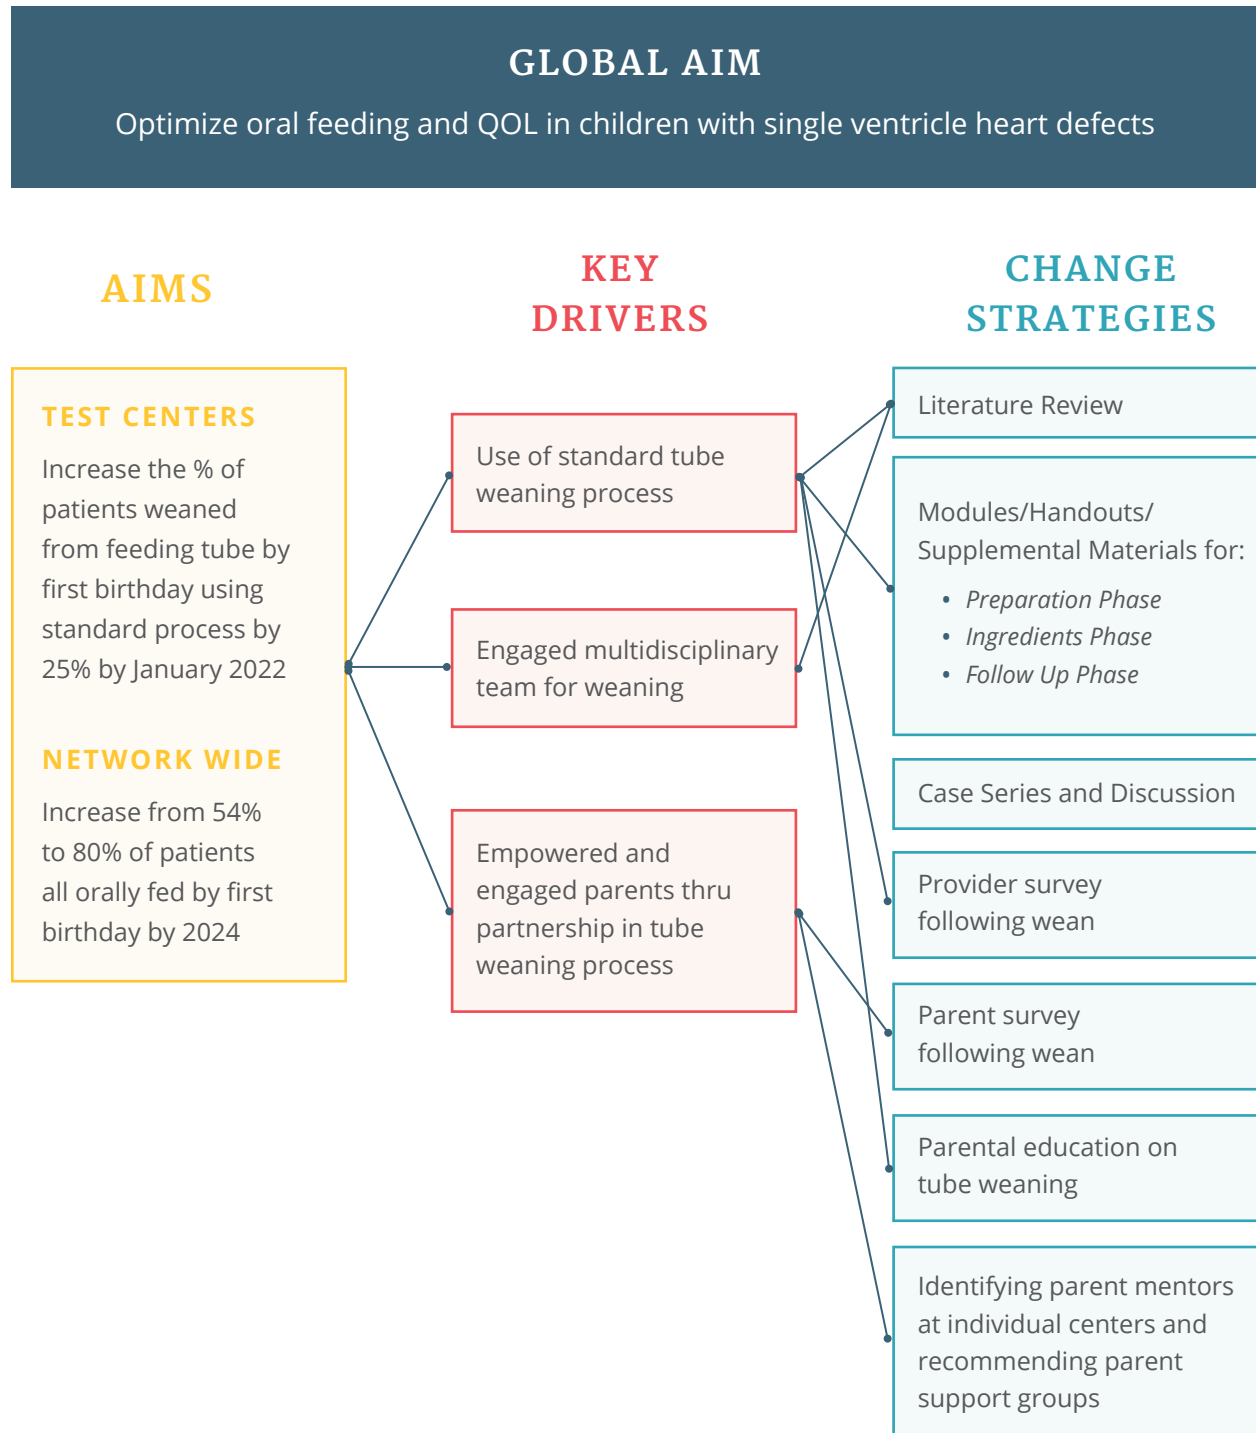 GLOBAL AIM
Optimize oral feeding and QOL in children with single ventricle heart defects
AIMS
TEST CENTERS
Increase the % of
patients weaned
from feeding tube by
first birthday using
standard process by
25% by January 2022
NETWORK WIDE
Increase from 54%
to 80% of patients
all orally fed by first
birthday by 2024
KEY
DRIVERS
Use of standard tube
weaning process
Engaged multidisciplinary
team for weaning
Empowered and
engaged parents thru
partnership in tube
weaning process
CHANGE
STRATEGIES
Literature Review
Modules/Handouts/
Supplemental Materials for:
• Preparation Phase
• Ingredients Phase
• Follow Up Phase
Case Series and Discussion
Provider survey
following wean
Parent survey
following wean
Parental education on
tube weaning
Identifying parent mentors
at individual centers and
recommending parent
support groups